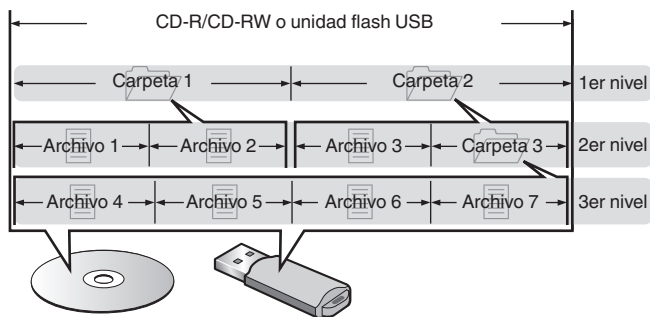 CD-R/CD-RW o unidad flash USB
Carpeta 1 Carpeta 2 1er nivel
Archivo 1 Archivo 2 Archivo 3 Carpeta 3 2er nivel
Archivo 4 Archivo 5 Archivo 6 Archivo 7 3er nivel